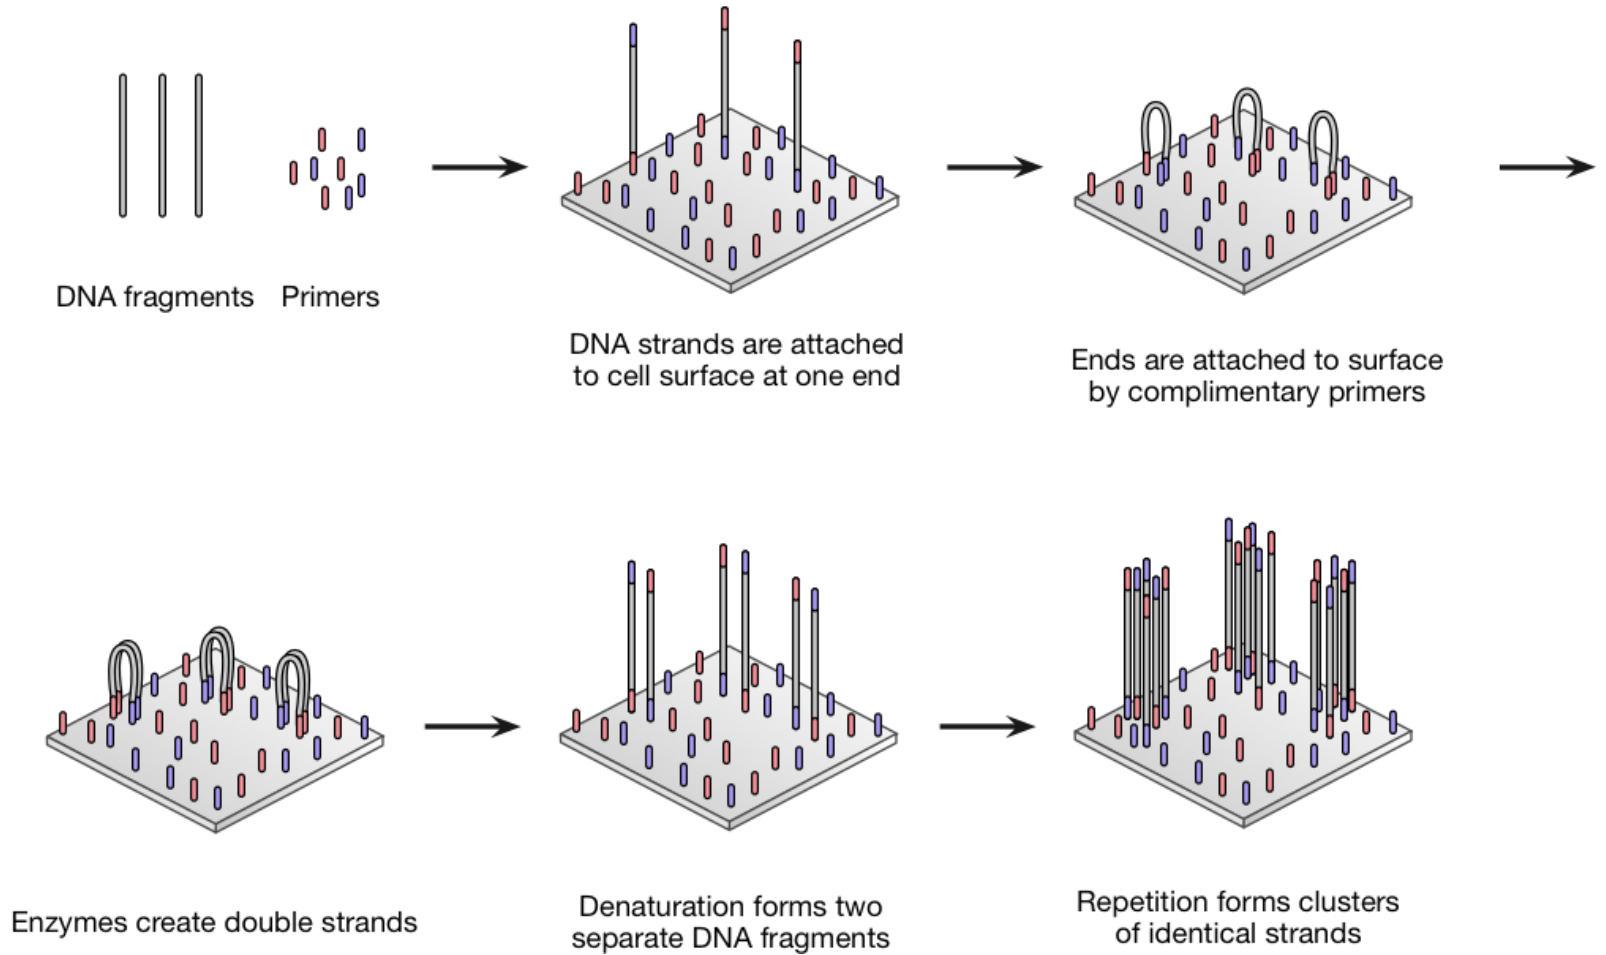 DNA fragments
Primers
DNA strands are attached
to cell surface at one end
Ends are attached to surface
by complimentary primers
Enzymes create double strands
Denaturation forms two
separate DNA fragments
Repetition forms clusters
of identical strands